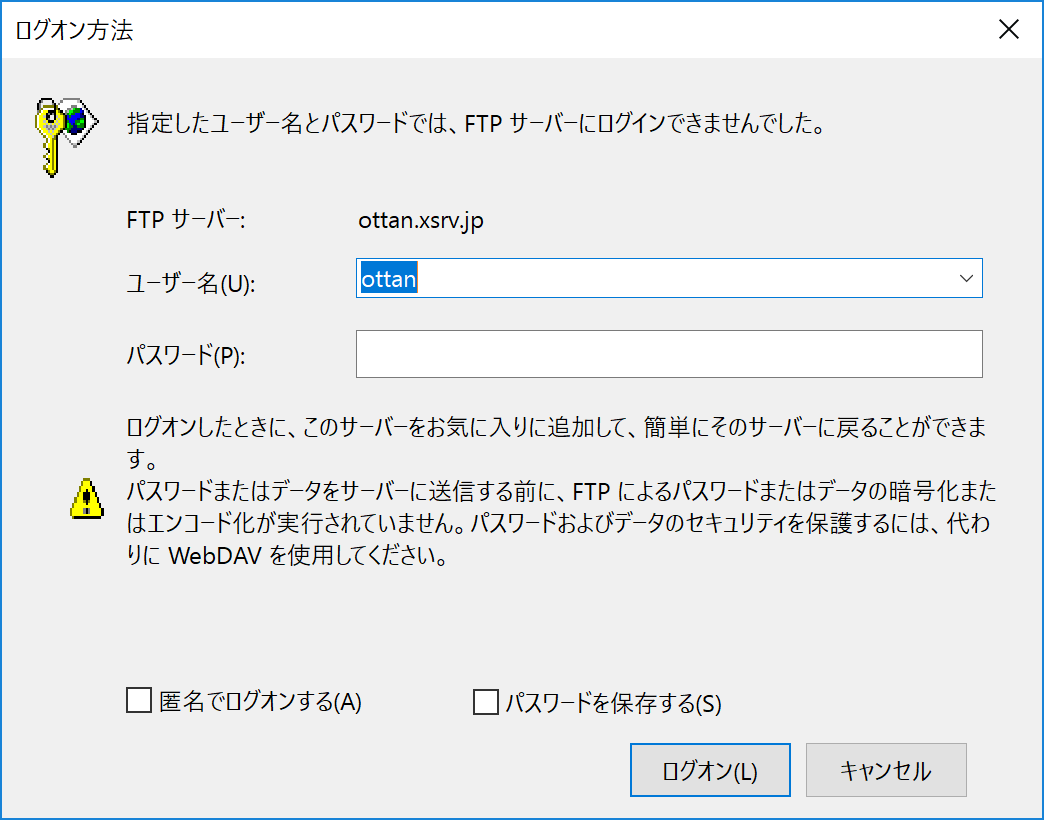 ログオン方法
指定したユーザー名とパスワードでは、FTP サーバーにログインできませんでした。
FTP サーバー: ottan.xsrv.jp
ユーザー名(U): ottan
パスワード(P):
ログオンしたときに、このサーバーをお気に入りに追加して、簡単にそのサーバーに戻ることができま
す。
パスワードまたはデータをサーバーに送信する前に、FTP によるパスワードまたはデータの暗号化また
はエンコード化が実行されていません。パスワードおよびデータのセキュリティを保護するには、代わ
りに WebDAV を使用してください。
匿名でログオンする(A) パスワードを保存する(S)
ログオン(L) キャンセル